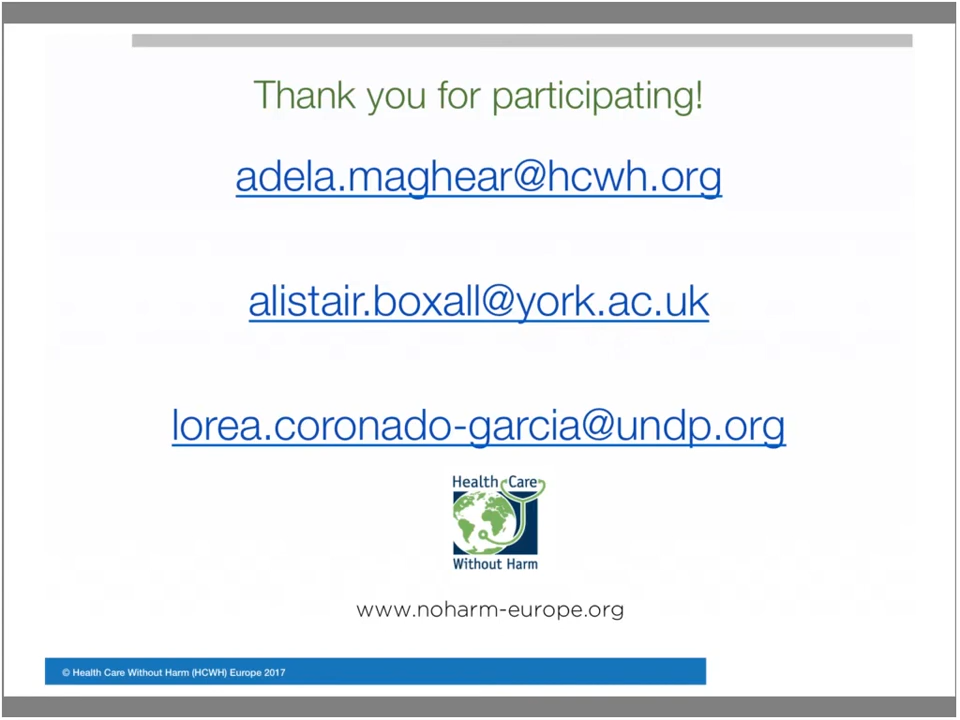 Thank you for participating!
adela.maghear@hcwh.org
alistair.boxall@york.ac.uk
lorea.coronado-garcia@undp.org
Health Care
Without Harm
www.noharm-europe.org
© Health Care Without Harm (HCWH) Europe 2017